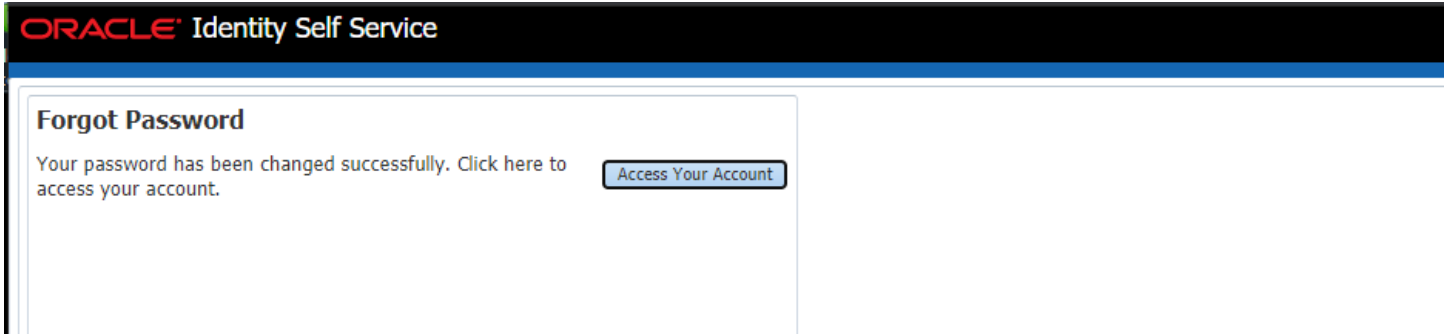 ORACLE® Identity Self Service
Forgot Password
Your password has been changed successfully. Click here to
access your account.
Access Your Account